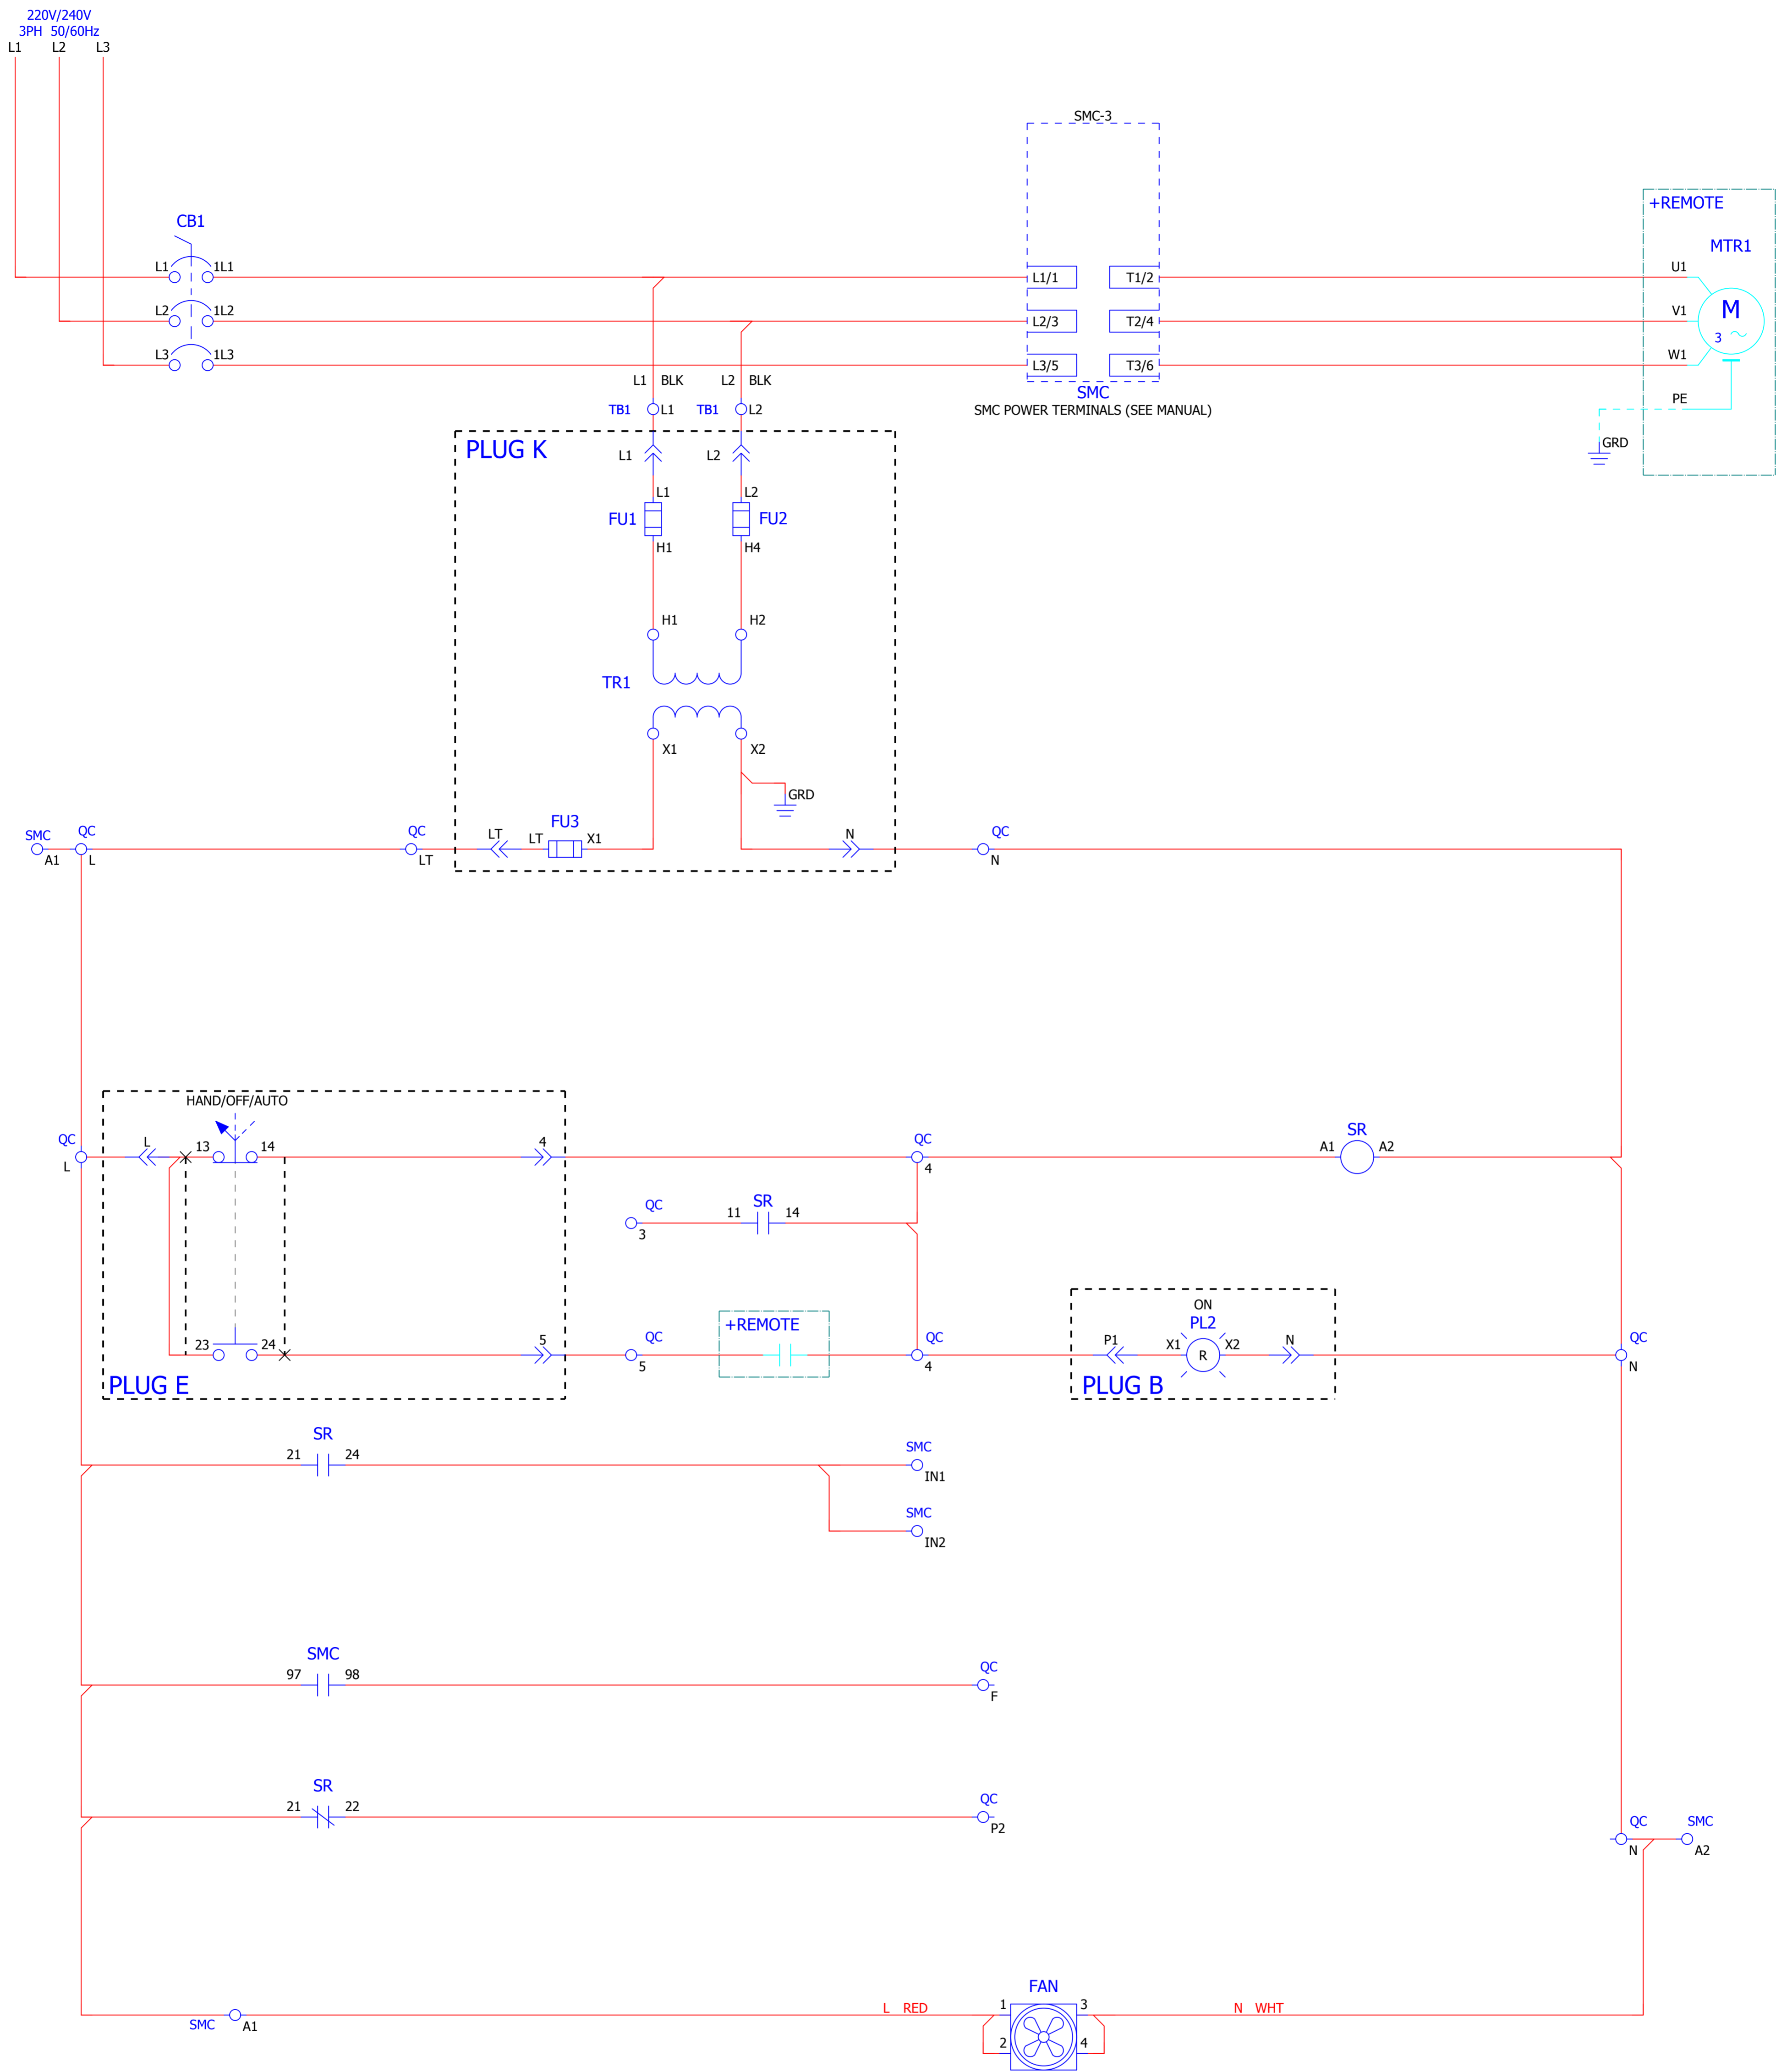 220V/240V
3PH 50/60Hz
L1 L2 L3
SMC-3
+REMOTE
CB1
MTR1
L1 1L1 L1/1 T1/2 U1
L2 1L2 L2/3 T2/4 V1
M
3
L3 1L3 L3/5 T3/6 W1
L1 BLK L2 BLK
SMC
SMC POWER TERMINALS (SEE MANUAL)
PE
TB1 L1 TB1 L2
GRD
PLUG K
L1 L2
L1 L2
FU1 FU2
H1 H4
H1 H2
TR1
X1 X2
GRD
FU3
SMC QC QC LT LT X1 N QC
A1 L LT N
HAND/OFF/AUTO
QC L 13 14 4 QC SR
A1 A2
L 4
QC SR
11 14
3
ON
+REMOTE PL2
23 24 5 QC QC P1 X1 R X2 N QC
5 4 N
PLUG E PLUG B
SR SMC
21 24
IN1
SMC
IN2
SMC QC
97 98
F
SR QC
21 22
P2
QC SMC
N A2
FAN
L RED 1 3 N WHT
SMC A1
2 4